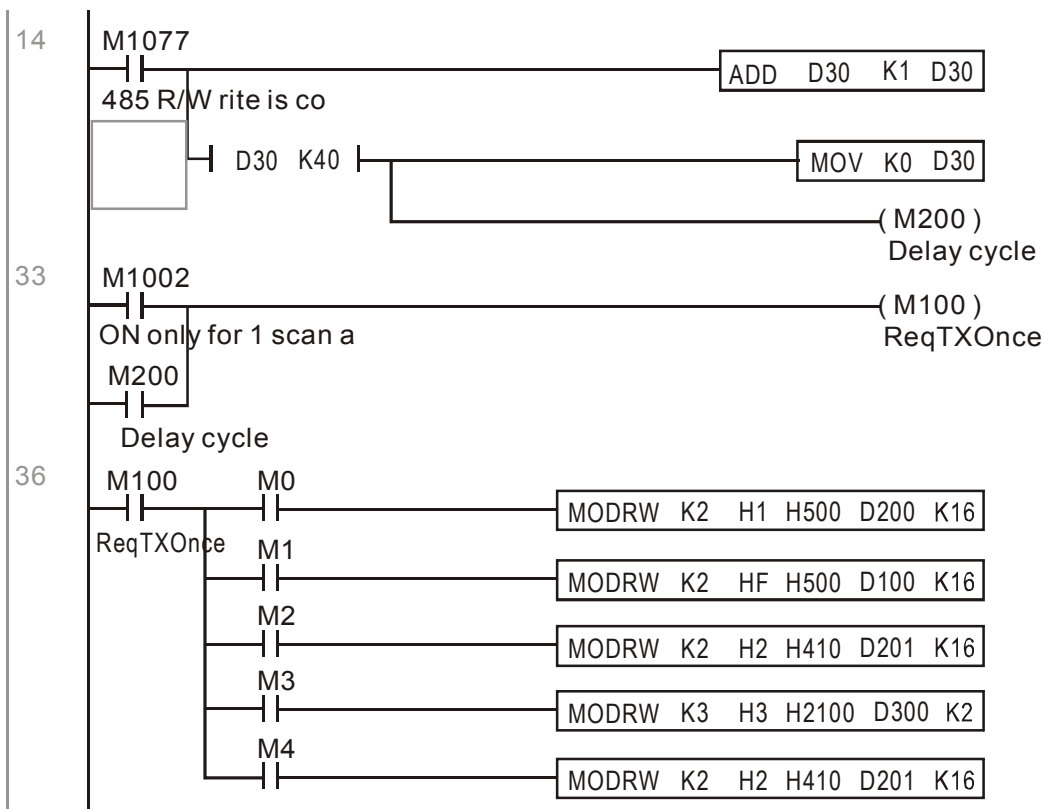 14
M1077
ADD D30 K1 D30
485 R/W rite is co
D30 K40
MOV K0 D30
( M200 )
Delay cycle
33
M1002
( M100 )
ON only for 1 scan a
ReqTXOnce
M200
Delay cycle
36
M100 M0
MODRW K2 H1 H500 D200 K16
ReqTXOnce
M1
MODRW K2 HF H500 D100 K16
M2
MODRW K2 H2 H410 D201 K16
M3
MODRW K3 H3 H2100 D300 K2
M4
MODRW K2 H2 H410 D201 K16